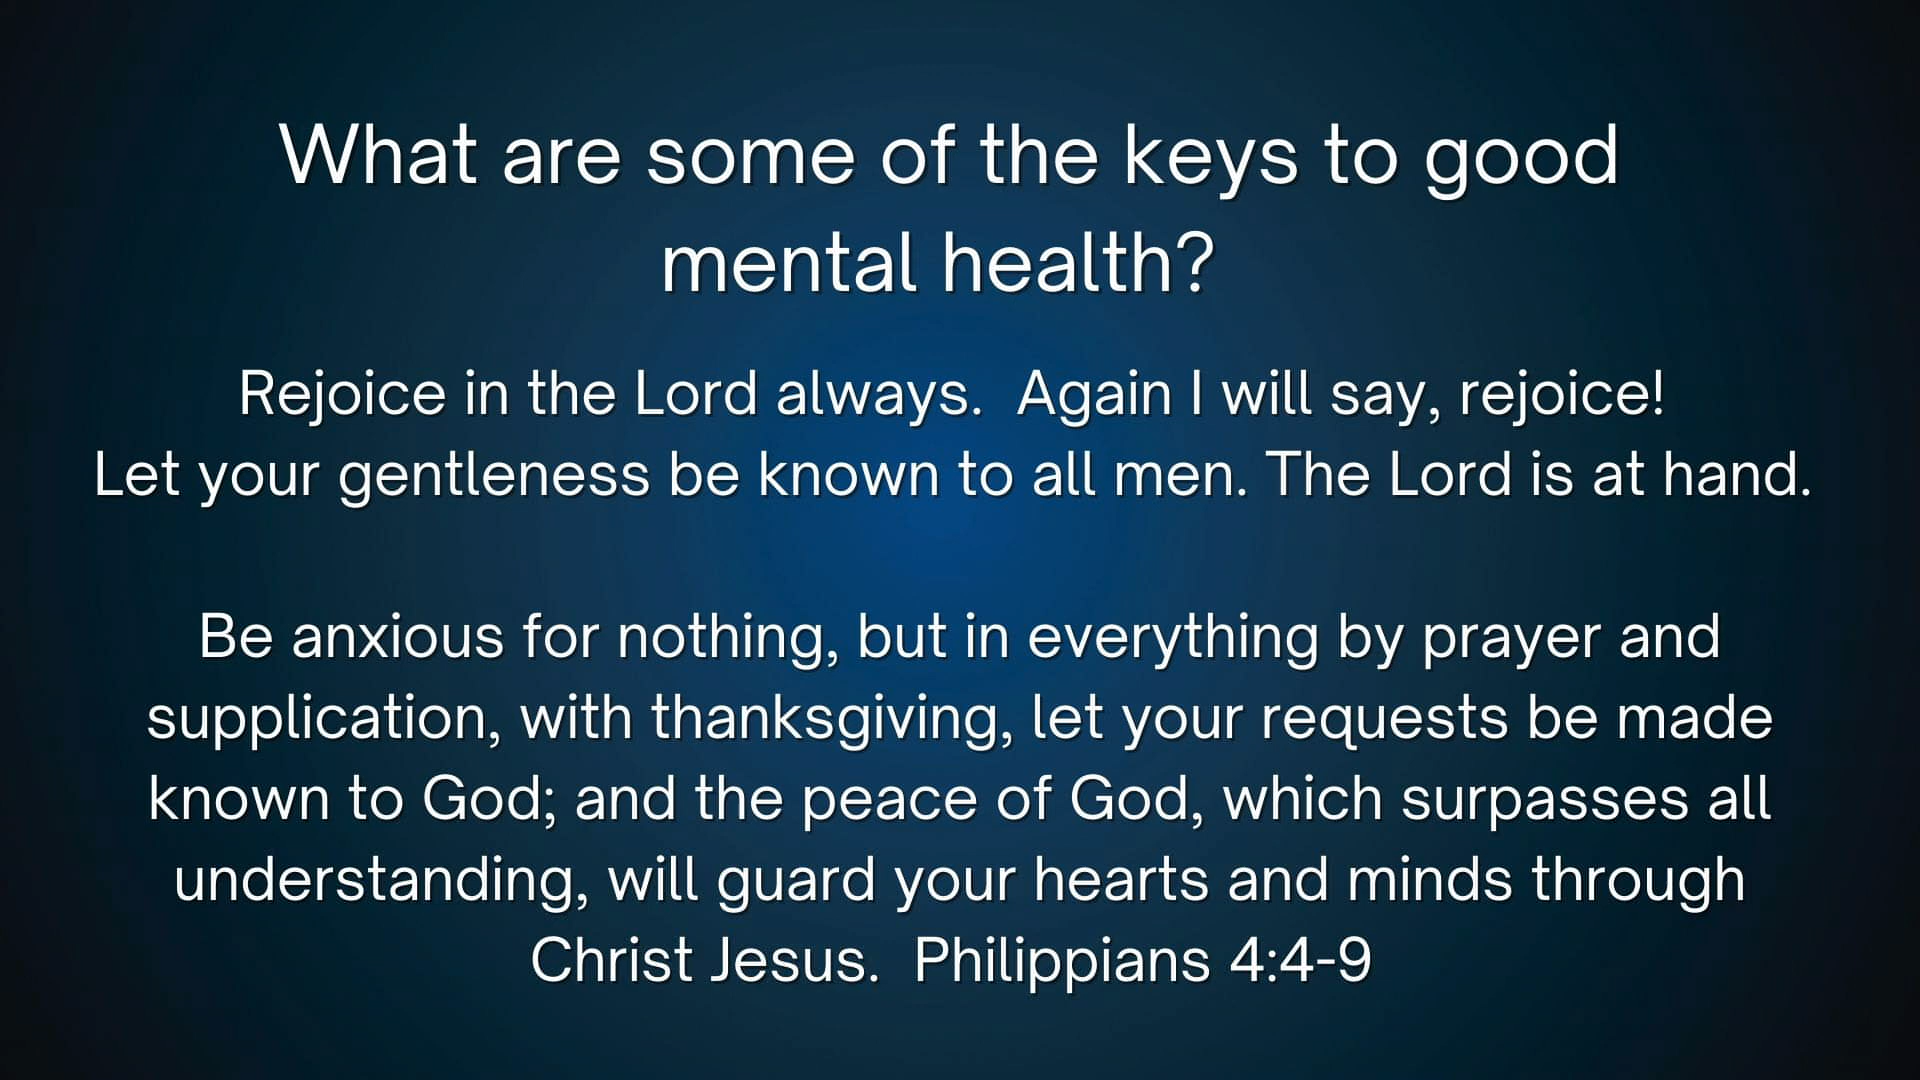 What are some of the keys to good
mental health?
Rejoice in the Lord always.  Again I will say, rejoice!
Let your gentleness be known to all men. The Lord is at hand.
Be anxious for nothing, but in everything by prayer and
supplication, with thanksgiving, let your requests be made
known to God; and the peace of God, which surpasses all
understanding, will guard your hearts and minds through
Christ Jesus.  Philippians 4:4-9